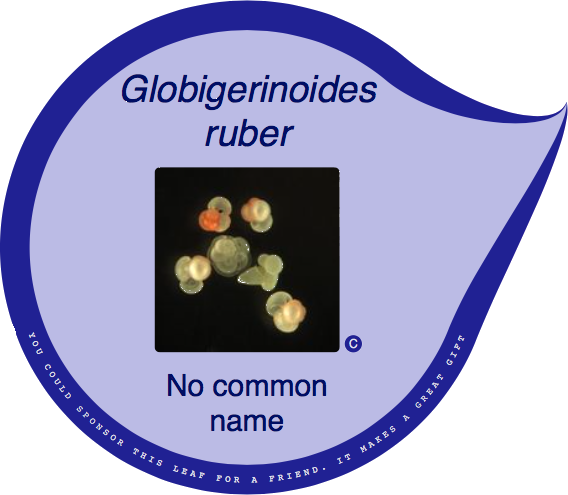 Globigerinoides
ruber
C
No common
name
YOU COULD SPONSOR THIS LEAF FOR A FRIEND. IT MAKES A GREAT GIFT